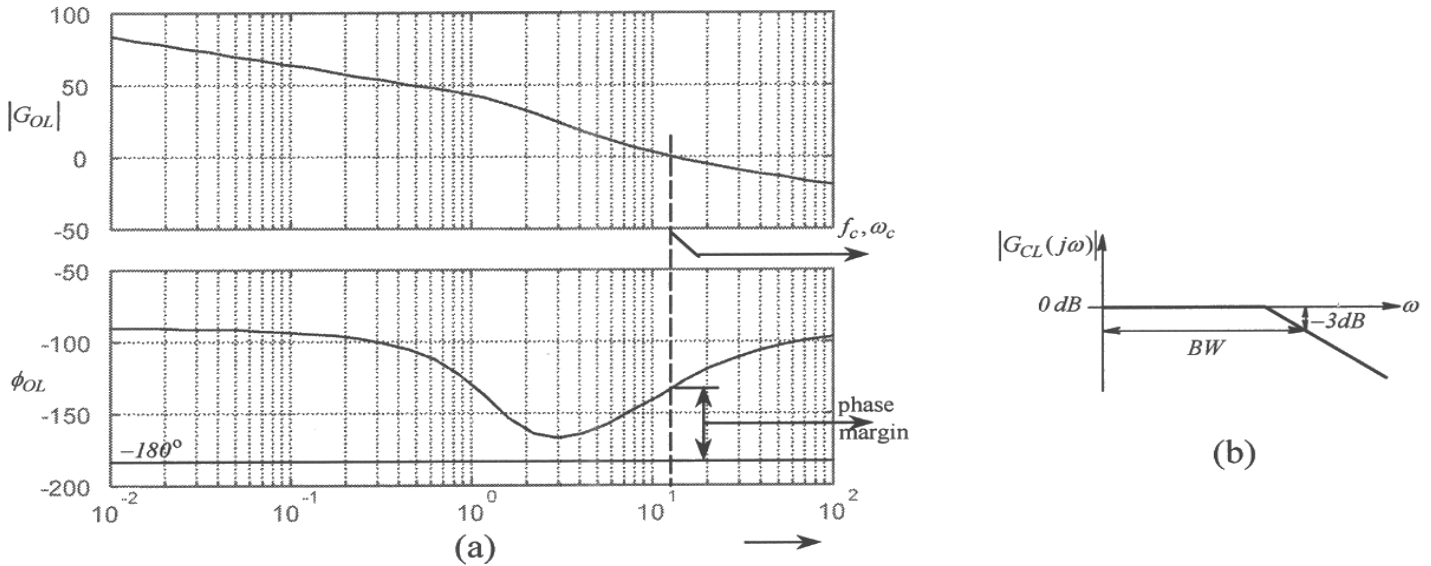 100
50
|G_OL|
0
-50
f_c, ω_c
-50
-100
ϕ_OL
-150
phase
margin
−180°
-200
10^-2
10^-1
10^0
10^1
10^2
(a)
|G_CL(jω)|
0 dB
ω
−3dB
BW
(b)